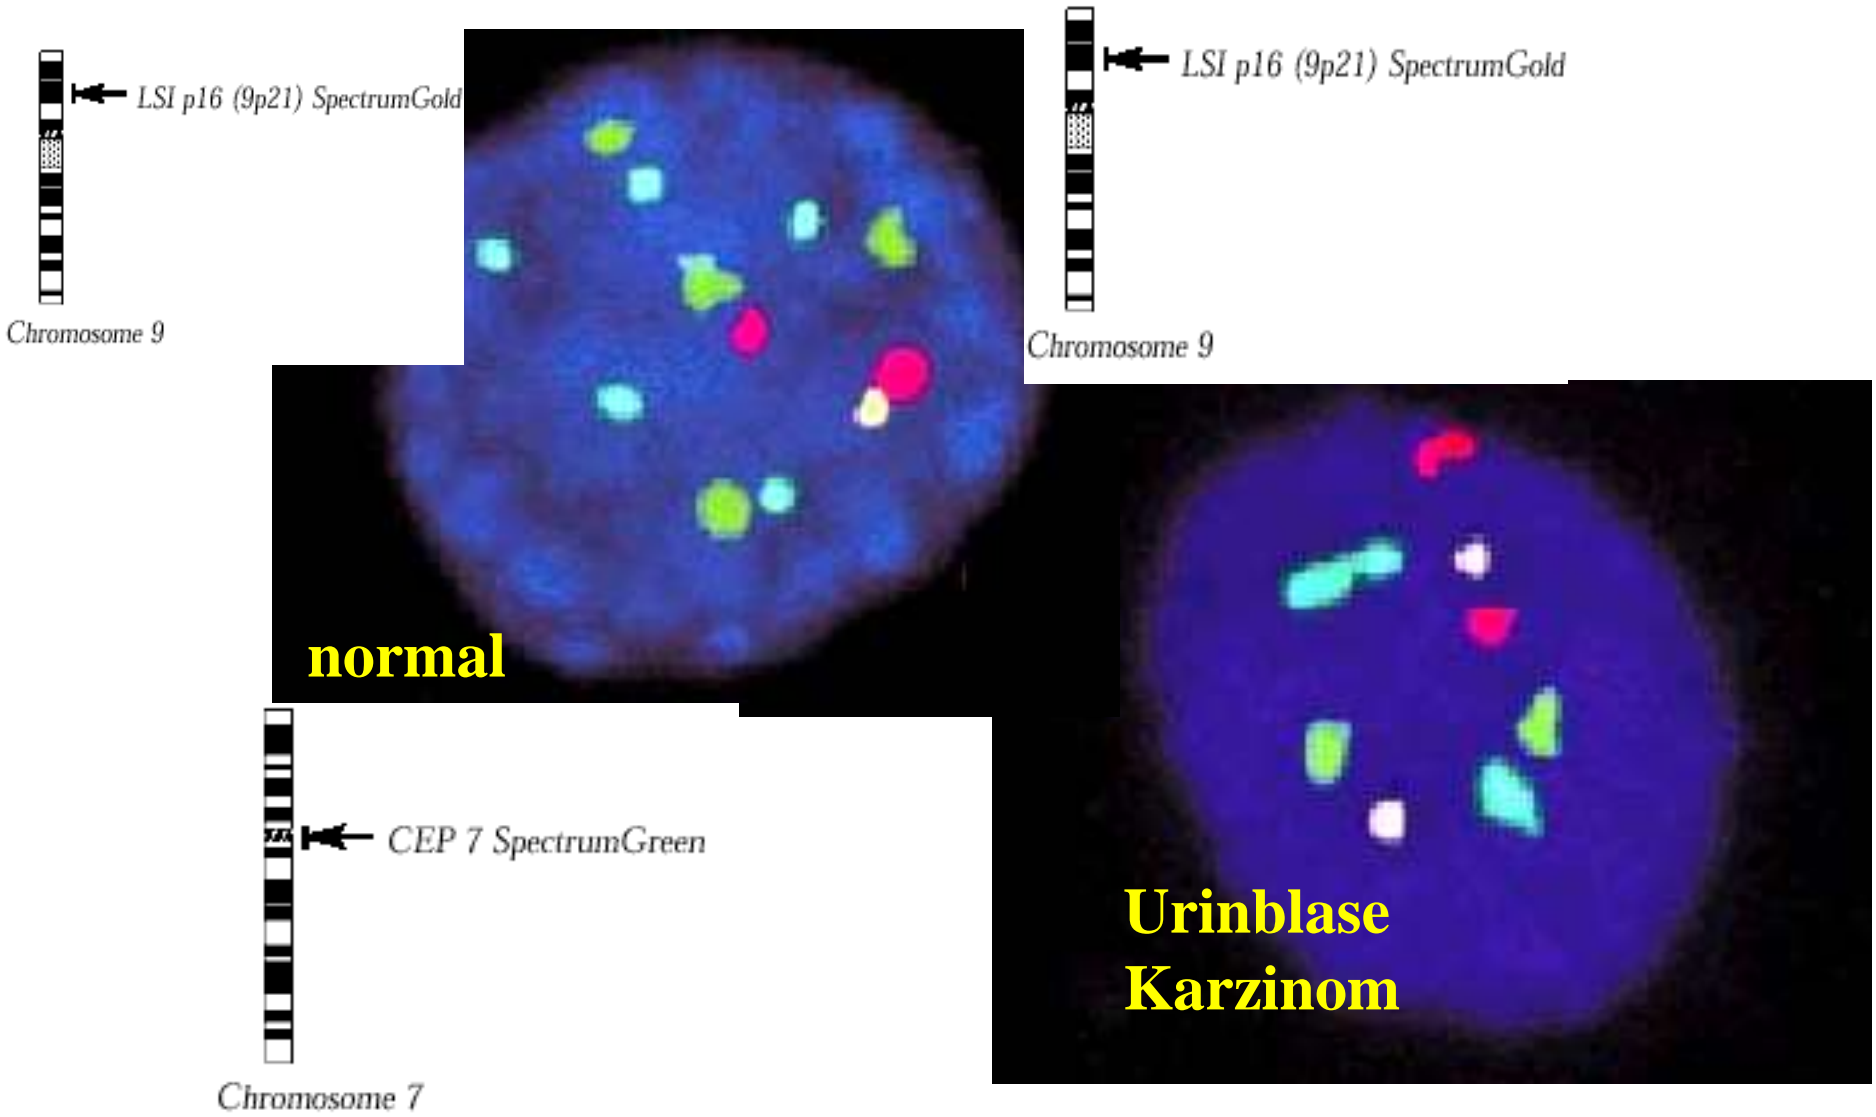 LSI p16 (9p21) SpectrumGold
Chromosome 9
LSI p16 (9p21) SpectrumGold
Chromosome 9
normal
CEP 7 SpectrumGreen
Chromosome 7
Urinblase
Karzinom